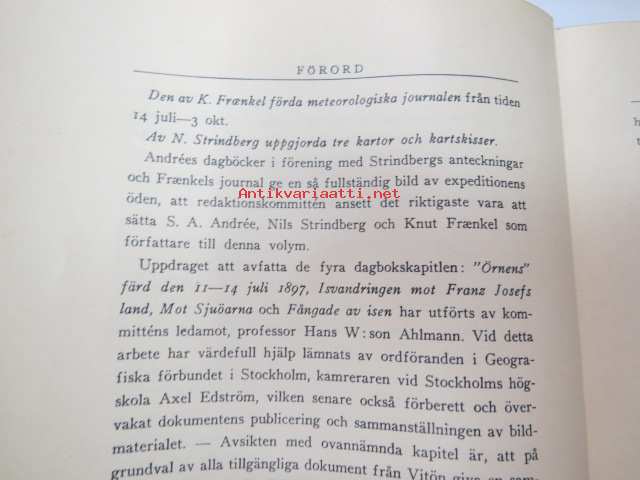 FÖRORD
Den av K. Frænkel förda meteorologiska journalen från tiden
14 juli—3 okt.
Av N. Strindberg uppgjorda tre kartor och kartskisser.
Andrées dagböcker i förening med Strindbergs anteckningar
och Frænkels journal ge en så fullständig bild av expeditionens
öden, att redaktionskommittén ansett det riktigaste vara att
sätta S. A. Andrée, Nils Strindberg och Knut Frænkel som
författare till denna volym.
Uppdraget att avfatta de fyra dagbokskapitlen: "Örnens"
färd den 11—14 juli 1897, Isvandringen mot Franz Josefs
land, Mot Sjuöarna och Fångade av isen har utförts av kom-
mitténs ledamot, professor Hans W:son Ahlmann. Vid detta
arbete har värdefull hjälp lämnats av ordföranden i Geogra-
fiska förbundet i Stockholm, kamreraren vid Stockholms hög-
skola Axel Edström, vilken senare också förberett och över-
vakat dokumentens publicering och sammanställningen av bild-
materialet. — Avsikten med ovannämnda kapitel är, att på
grundval av alla tillgängliga dokument från Vitön give en sam-
Antikvariaatti.net
h
t